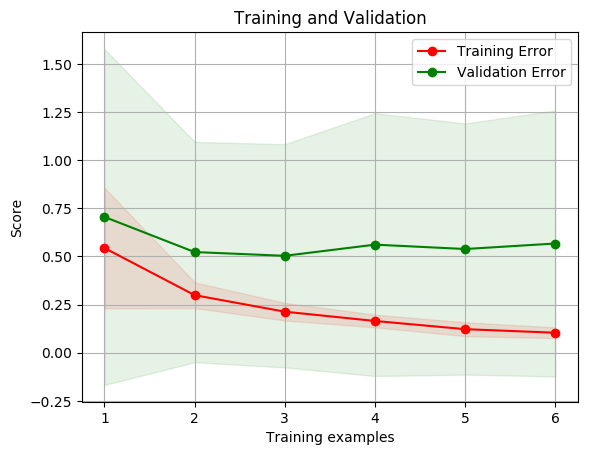 Training and Validation
Training Error
Validation Error
Score
1.50
1.25
1.00
0.75
0.50
0.25
0.00
−0.25
1 2 3 4 5 6
Training examples